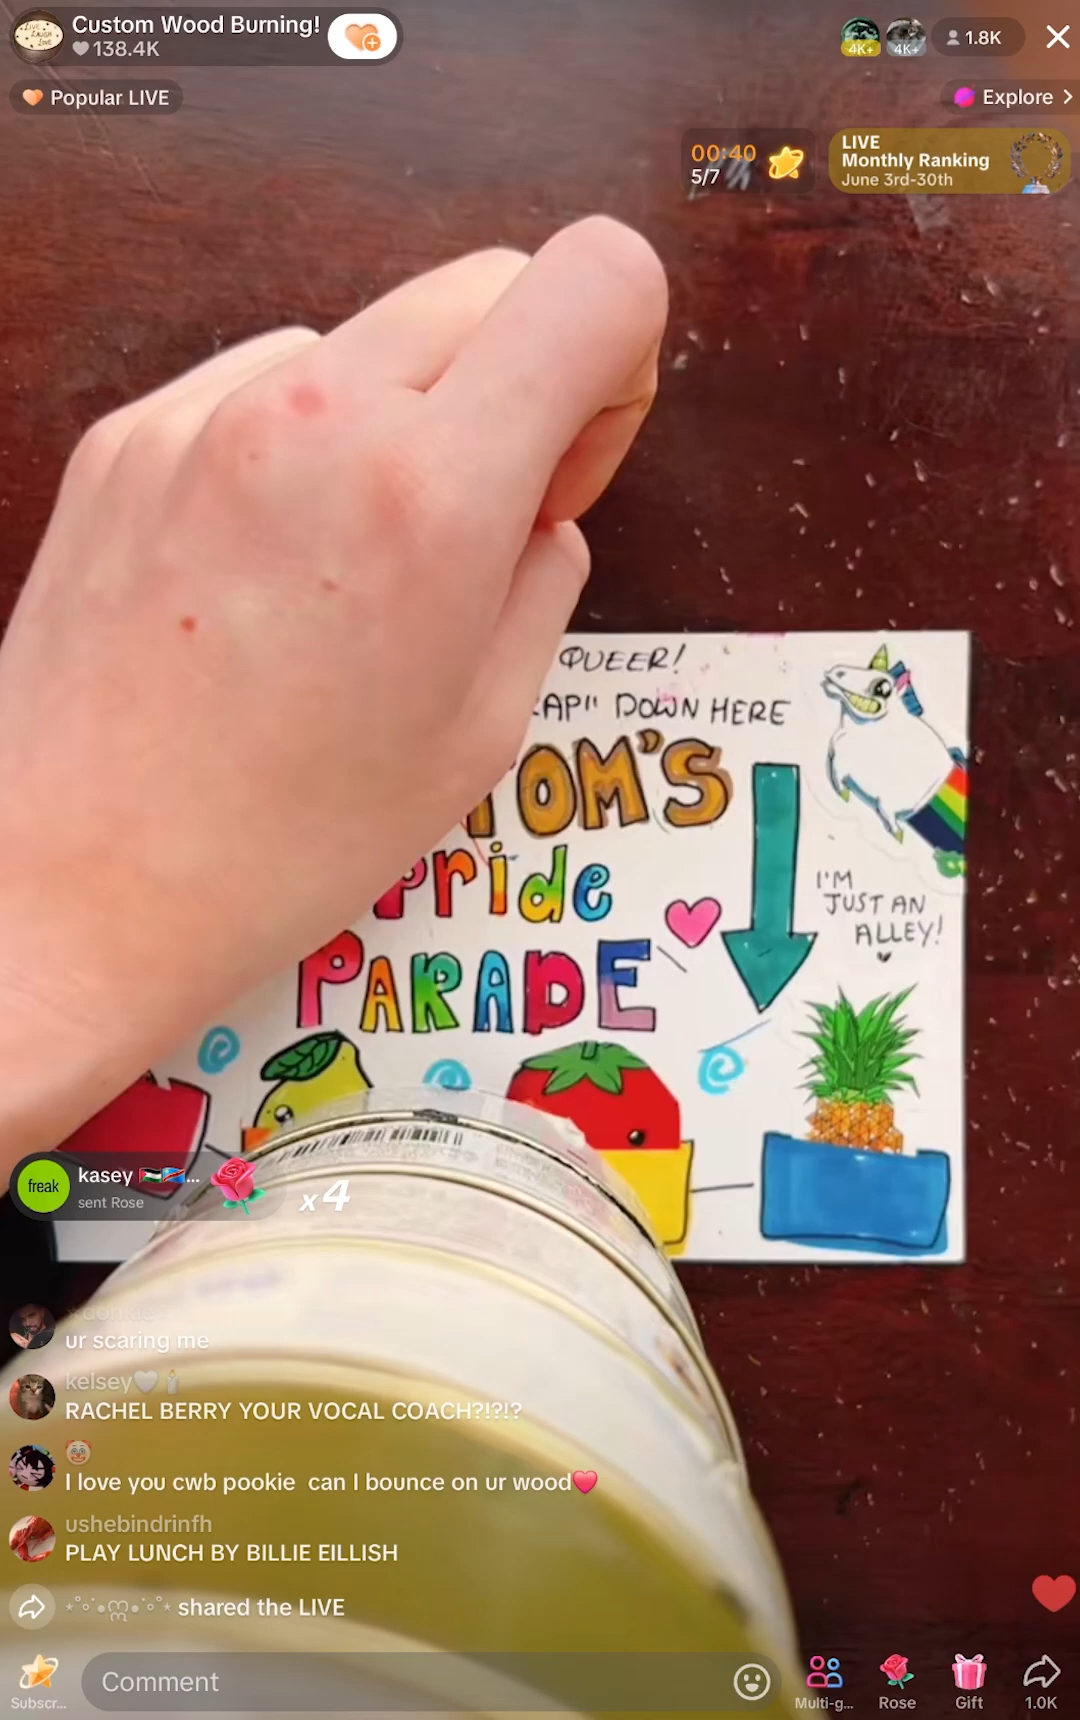 Custom Wood Burning!
138.4K
4K+
4K+
1.8K
Popular LIVE
Explore
00:40
5/7
LIVE
Monthly Ranking
June 3rd-30th
QUEER!
DOWN HERE
OM'S
Pride
PARADE
I'M
JUST AN
ALLEY!
freak
kasey
sent Rose
x4
ur scaring me
kelsey
RACHEL BERRY YOUR VOCAL COACH?!?!?
I love you cwb pookie can I bounce on ur wood
ushebindrinfh
PLAY LUNCH BY BILLIE EILLISH
shared the LIVE
Subscr...
Comment
Multi-g...
Rose
Gift
1.0K